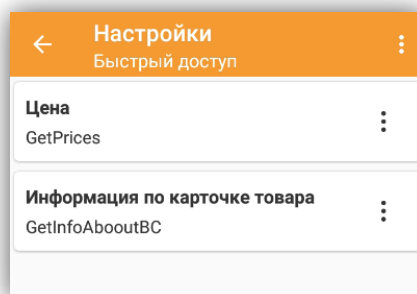 Настройки
Быстрый доступ
Цена
GetPrices
Информация по карточке товара
GetInfoAbooutBC